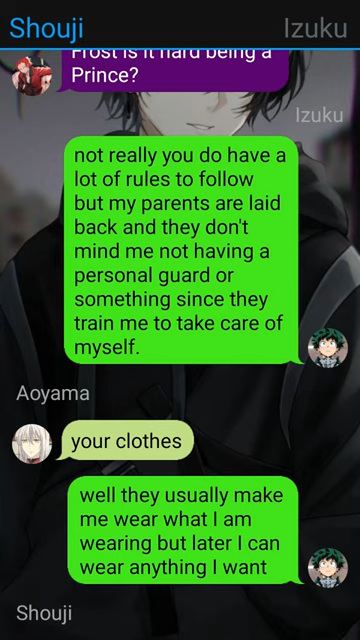 Shouji
Izuku
Frost is it hard being a
Prince?
Izuku
not really you do have a
lot of rules to follow
but my parents are laid
back and they don't
mind me not having a
personal guard or
something since they
train me to take care of
myself.
Aoyama
your clothes
well they usually make
me wear what I am
wearing but later I can
wear anything I want
Shouji